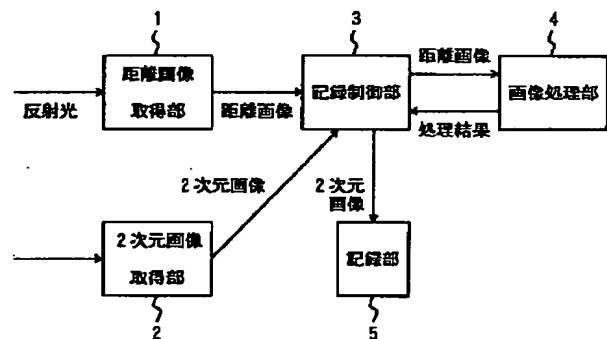 1
3
4
距離画像
取得部
記録制御部
距離画像
画像処理部
反射光
距離画像
処理結果
2次元画像
2次元
画像
2次元画像
取得部
記録部
2
5